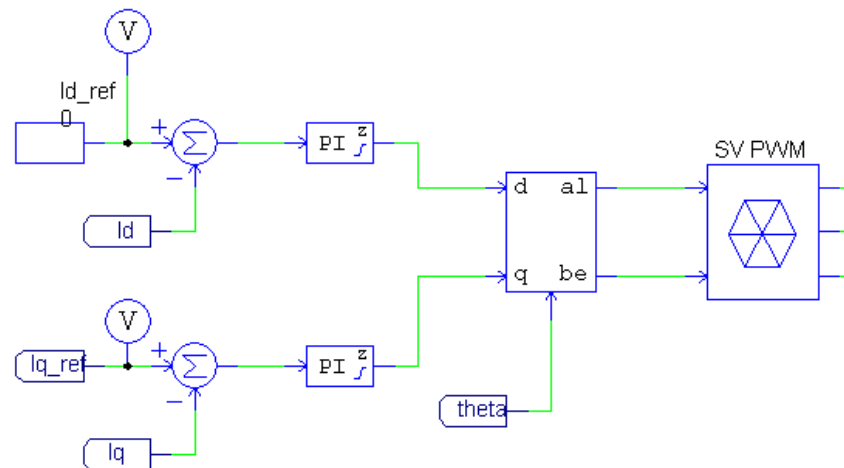 V
Id_ref
0
+
Σ
−
PI z
Id
SV PWM
d al
q be
V
Iq_ref
+
Σ
−
PI z
theta
Iq